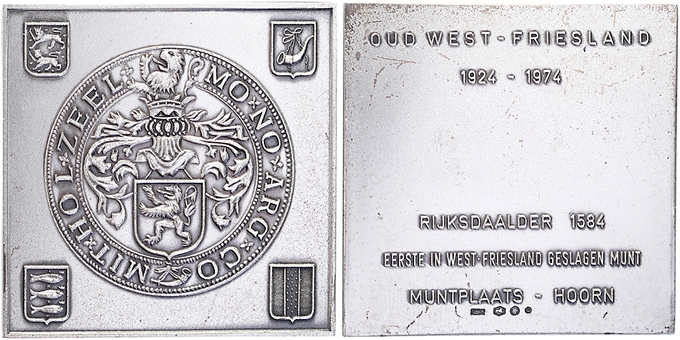 MO·NO·ARG·CO
MIT·HOL·ZEEL
OUD WEST-FRIESLAND
1924 - 1974
RIJKSDAALDER 1584
EERSTE IN WEST-FRIESLAND GESLAGEN MUNT
MUNTPLAATS - HOORN